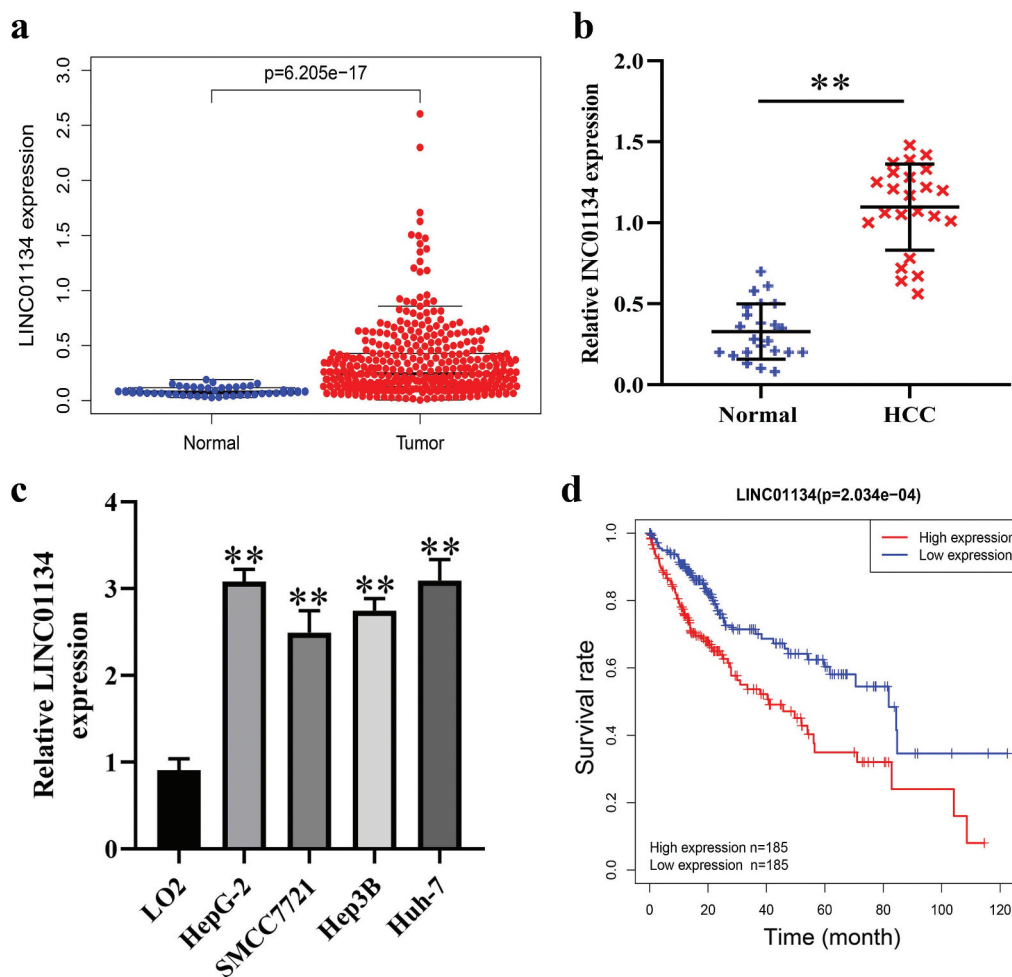 a
p=6.205e−17
LINC01134 expression
3.0
2.5
2.0
1.5
1.0
0.5
0.0
Normal
Tumor
b
**
Relative INC01134 expression
2.0
1.5
1.0
0.5
0.0
Normal
HCC
c
Relative LINC01134
expression
4
3
2
1
0
**
**
**
**
LO2
HepG-2
SMCC7721
Hep3B
Huh-7
d
LINC01134(p=2.034e−04)
High expression
Low expression
Survival rate
1.0
0.8
0.6
0.4
0.2
0.0
High expression n=185
Low expression n=185
0
20
40
60
80
100
120
Time (month)